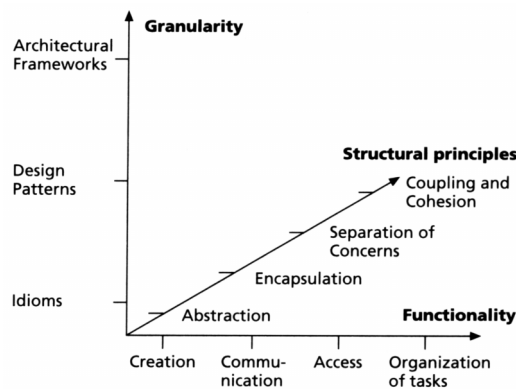 Granularity
Architectural
Frameworks
Structural principles
Design
Patterns
Coupling and
Cohesion
Separation of
Concerns
Encapsulation
Idioms
Abstraction
Functionality
Creation
Commu-
nication
Access
Organization
of tasks